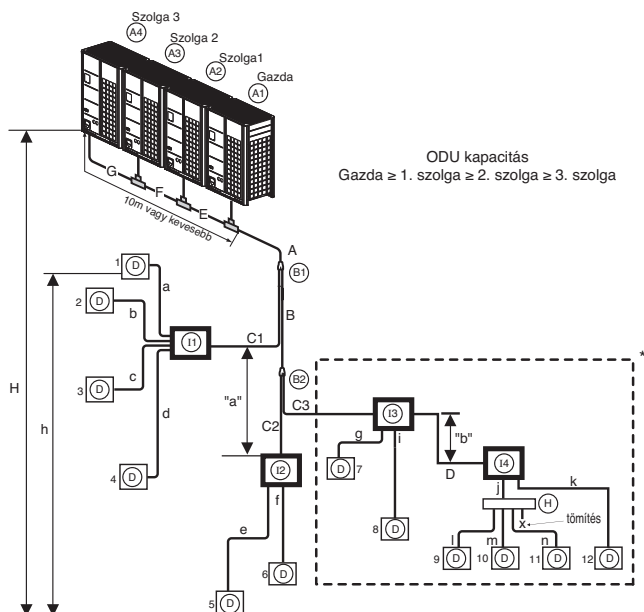 Szolga 3
A4
Szolga 2
A3
Szolga1
A2
Gazda
A1
ODU kapacitás
Gazda ≥ 1. szolga ≥ 2. szolga ≥ 3. szolga
G
F
E
10m vagy kevesebb
A
B1
B
1 D
a
2 D
b
I1
C1
3 D
c
d
4 D
H
h
"a"
B2
C3
C2
I2
f
e
5 D
6 D
*
I3
g
i
D 7
8 D
"b"
D
I4
j
k
H
x
tömítés
l
m
n
9 D
10 D
11 D
12 D